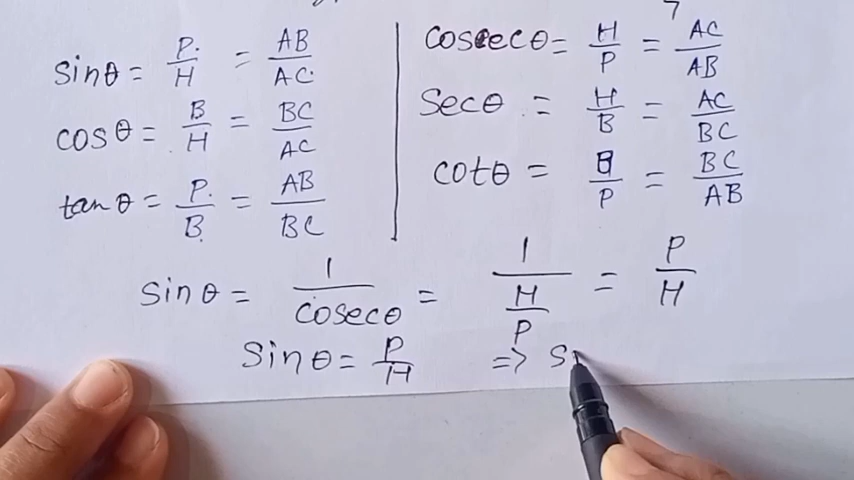 sinθ = P/H = AB/AC
cosθ = B/H = BC/AC
tanθ = P/B = AB/BC
cosecθ = H/P = AC/AB
secθ = H/B = AC/BC
cotθ = B/P = BC/AB
sinθ = 1/cosecθ = 1/(H/P) = P/H
sinθ = P/H => s